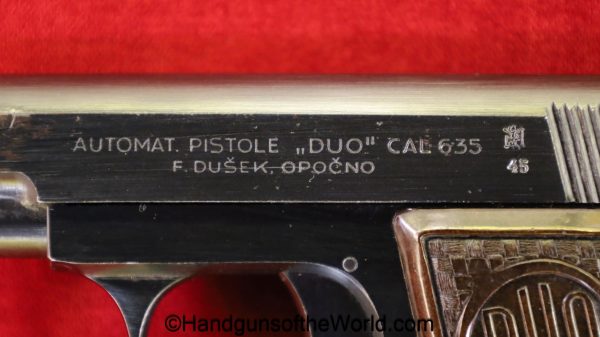 AUTOMAT. PISTOLE „DUO" CAL 635
F. DUŠEK, OPOČNO
45
DUO
©HandgunsoftheWorld.com